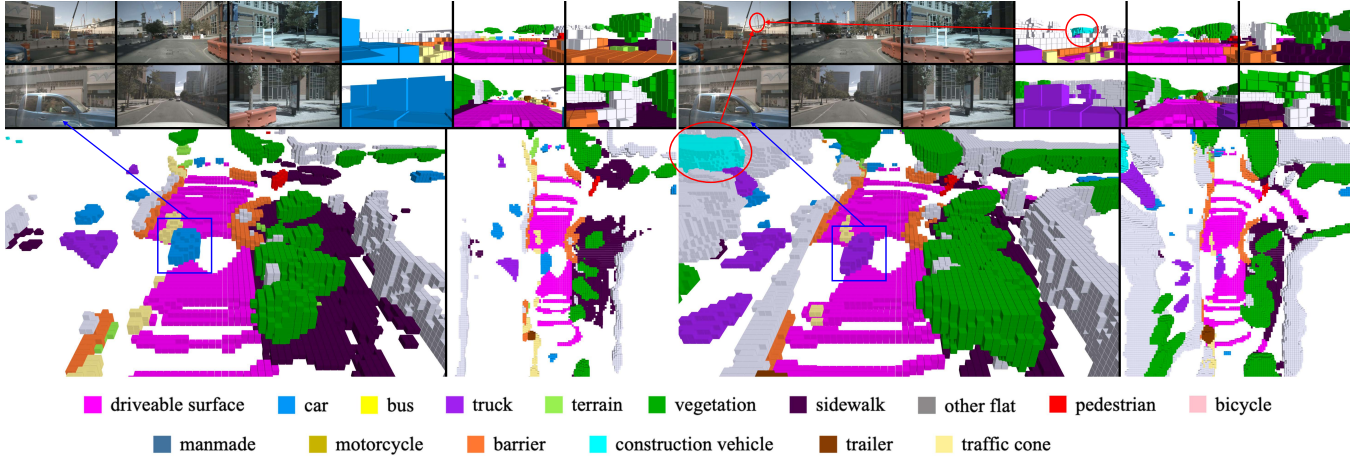 driveable surface car bus truck terrain vegetation sidewalk other flat pedestrian bicycle
manmade motorcycle barrier construction vehicle trailer traffic cone